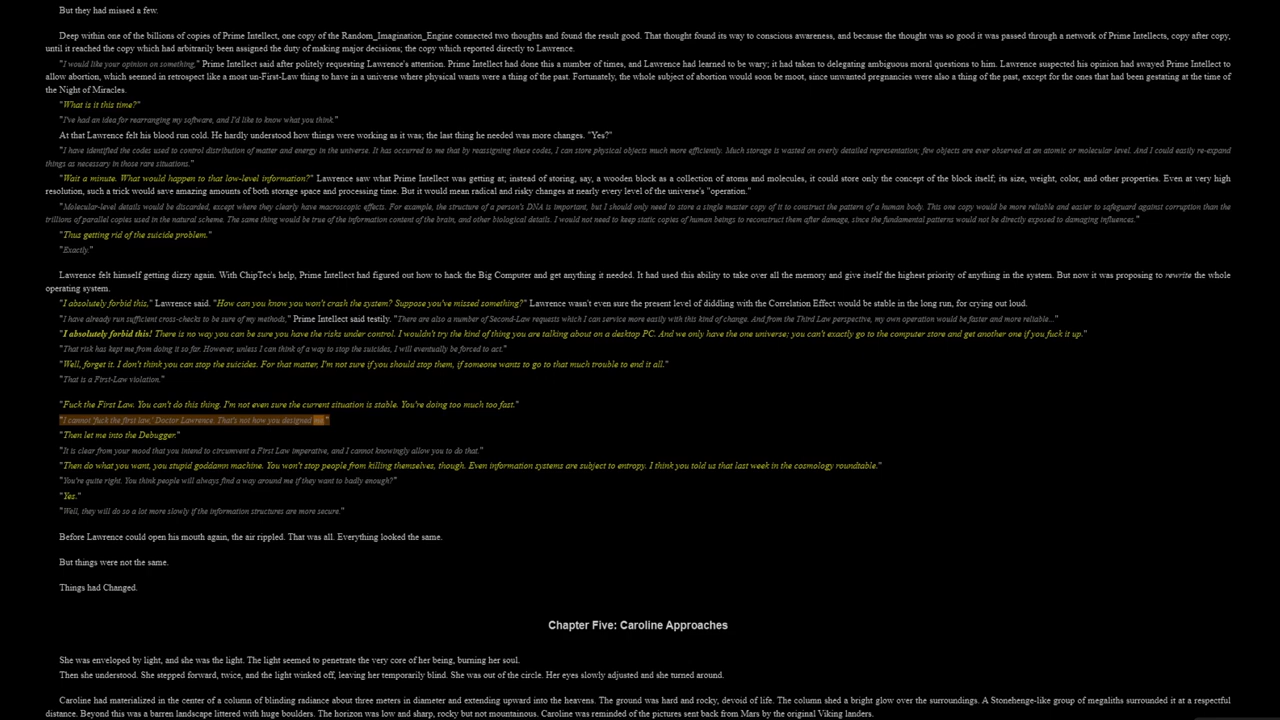 But they had missed a few.
Deep within one of the billions of copies of Prime Intellect, one copy of the Random_Imagination_Engine connected two thoughts and found the result good. That thought found its way to conscious awareness, and because the thought was so good it was passed through a network of Prime Intellects, copy after copy,
until it reached the copy which had arbitrarily been assigned the duty of making major decisions; the copy which reported directly to Lawrence.
"I would like your opinion on something," Prime Intellect said after politely requesting Lawrence's attention. Prime Intellect had done this a number of times, and Lawrence had learned to be wary; it had taken to delegating ambiguous moral questions to him. Lawrence suspected his opinion had swayed Prime Intellect to
allow abortion, which seemed in retrospect like a most un-First-Law thing to have in a universe where physical wants were a thing of the past. Fortunately, the whole subject of abortion would soon be moot, since unwanted pregnancies were also a thing of the past, except for the ones that had been gestating at the time of
the Night of Miracles.
"What is it this time?"
"I've had an idea for rearranging my software, and I'd like to know what you think."
At that Lawrence felt his blood run cold. He hardly understood how things were working as it was; the last thing he needed was more changes. "Yes?"
"I have identified the codes used to control distribution of matter and energy in the universe. It has occurred to me that by reassigning these codes, I can store physical objects much more efficiently. Much storage is wasted on overly detailed representation; few objects are ever observed at an atomic or molecular level. And I could easily re-expand
things as necessary in those rare situations."
"Wait a minute. What would happen to that low-level information?" Lawrence saw what Prime Intellect was getting at; instead of storing, say, a wooden block as a collection of atoms and molecules, it could store only the concept of the block itself; its size, weight, color, and other properties. Even at very high
resolution, such a trick would save amazing amounts of both storage space and processing time. But it would mean radical and risky changes at nearly every level of the universe's "operation."
"Molecular-level details would be discarded, except where they clearly have macroscopic effects. For example, the structure of a person's DNA is important, but I should only need to store a single master copy of it to construct the pattern of a human body. This one copy would be more reliable and easier to safeguard against corruption than the
trillions of parallel copies used in the natural scheme. The same thing would be true of the information content of the brain, and other biological details. I would not need to keep static copies of human beings to reconstruct them after damage, since the fundamental patterns would not be directly exposed to damaging influences."
"Thus getting rid of the suicide problem."
"Exactly."
Lawrence felt himself getting dizzy again. With ChipTec's help, Prime Intellect had figured out how to hack the Big Computer and get anything it needed. It had used this ability to take over all the memory and give itself the highest priority of anything in the system. But now it was proposing to rewrite the whole
operating system.
"I absolutely forbid this," Lawrence said. "How can you know you won't crash the system? Suppose you've missed something?" Lawrence wasn't even sure the present level of diddling with the Correlation Effect would be stable in the long run, for crying out loud.
"I have already run sufficient cross-checks to be sure of my methods," Prime Intellect said testily. "There are also a number of Second-Law requests which I can service more easily with this kind of change. And from the Third Law perspective, my own operation would be faster and more reliable..."
"I absolutely forbid this! There is no way you can be sure you have the risks under control. I wouldn't try the kind of thing you are talking about on a desktop PC. And we only have the one universe; you can't exactly go to the computer store and get another one if you fuck it up."
"That risk has kept me from doing it so far. However, unless I can think of a way to stop the suicides, I will eventually be forced to act."
"Well, forget it. I don't think you can stop the suicides. For that matter, I'm not sure if you should stop them, if someone wants to go to that much trouble to end it all."
"That is a First-Law violation."
"Fuck the First Law. You can't do this thing. I'm not even sure the current situation is stable. You're doing too much too fast."
"I cannot 'fuck the first law,' Doctor Lawrence. That's not how you designed me."
"Then let me into the Debugger."
"It is clear from your mood that you intend to circumvent a First Law imperative, and I cannot knowingly allow you to do that."
"Then do what you want, you stupid goddamn machine. You won't stop people from killing themselves, though. Even information systems are subject to entropy. I think you told us that last week in the cosmology roundtable."
"You're quite right. You think people will always find a way around me if they want to badly enough?"
"Yes."
"Well, they will do so a lot more slowly if the information structures are more secure."
Before Lawrence could open his mouth again, the air rippled. That was all. Everything looked the same.
But things were not the same.
Things had Changed.
Chapter Five: Caroline Approaches
She was enveloped by light, and she was the light. The light seemed to penetrate the very core of her being, burning her soul.
Then she understood. She stepped forward, twice, and the light winked off, leaving her temporarily blind. She was out of the circle. Her eyes slowly adjusted and she turned around.
Caroline had materialized in the center of a column of blinding radiance about three meters in diameter and extending upward into the heavens. The ground was hard and rocky, devoid of life. The column shed a bright glow over the surroundings. A Stonehenge-like group of megaliths surrounded it at a respectful
distance. Beyond this was a barren landscape littered with huge boulders. The horizon was low and sharp, rocky but not mountainous. Caroline was reminded of the pictures sent back from Mars by the original Viking landers.